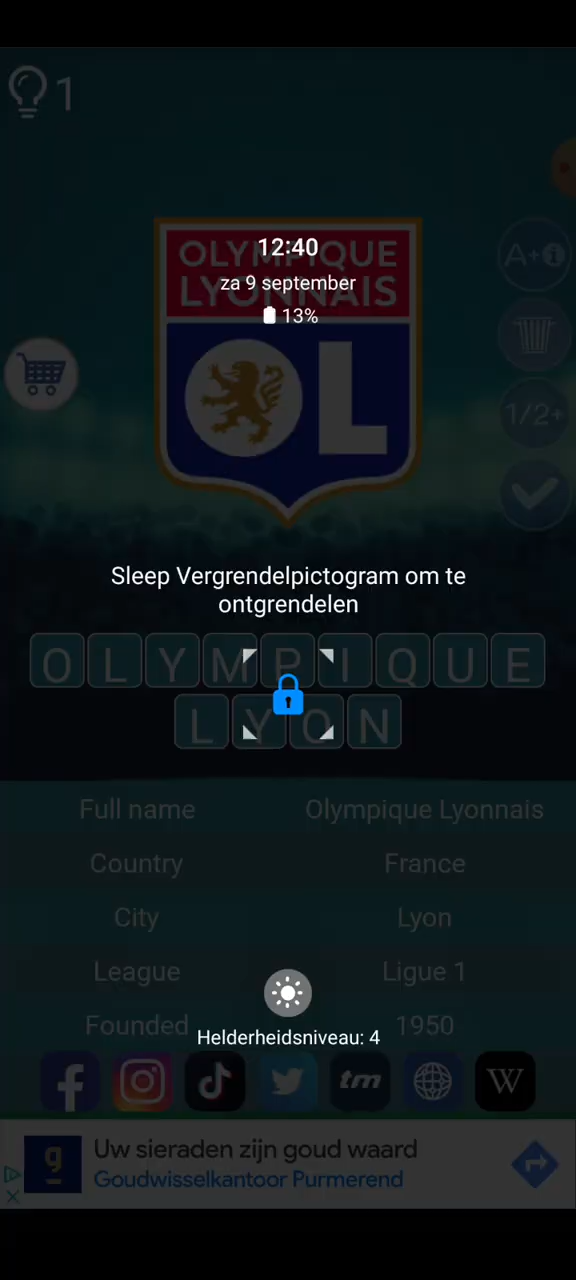 1
A+i
OLYMPIQUE
LYONNAIS
12:40
za 9 september
13%
OL
1/2+
Sleep Vergrendelpictogram om te
ontgrendelen
OLYMPIQUE
LYON
Full name Olympique Lyonnais
Country France
City Lyon
League Ligue 1
Founded 1950
Helderheidsniveau: 4
f tm W
g
Uw sieraden zijn goud waard
Goudwisselkantoor Purmerend